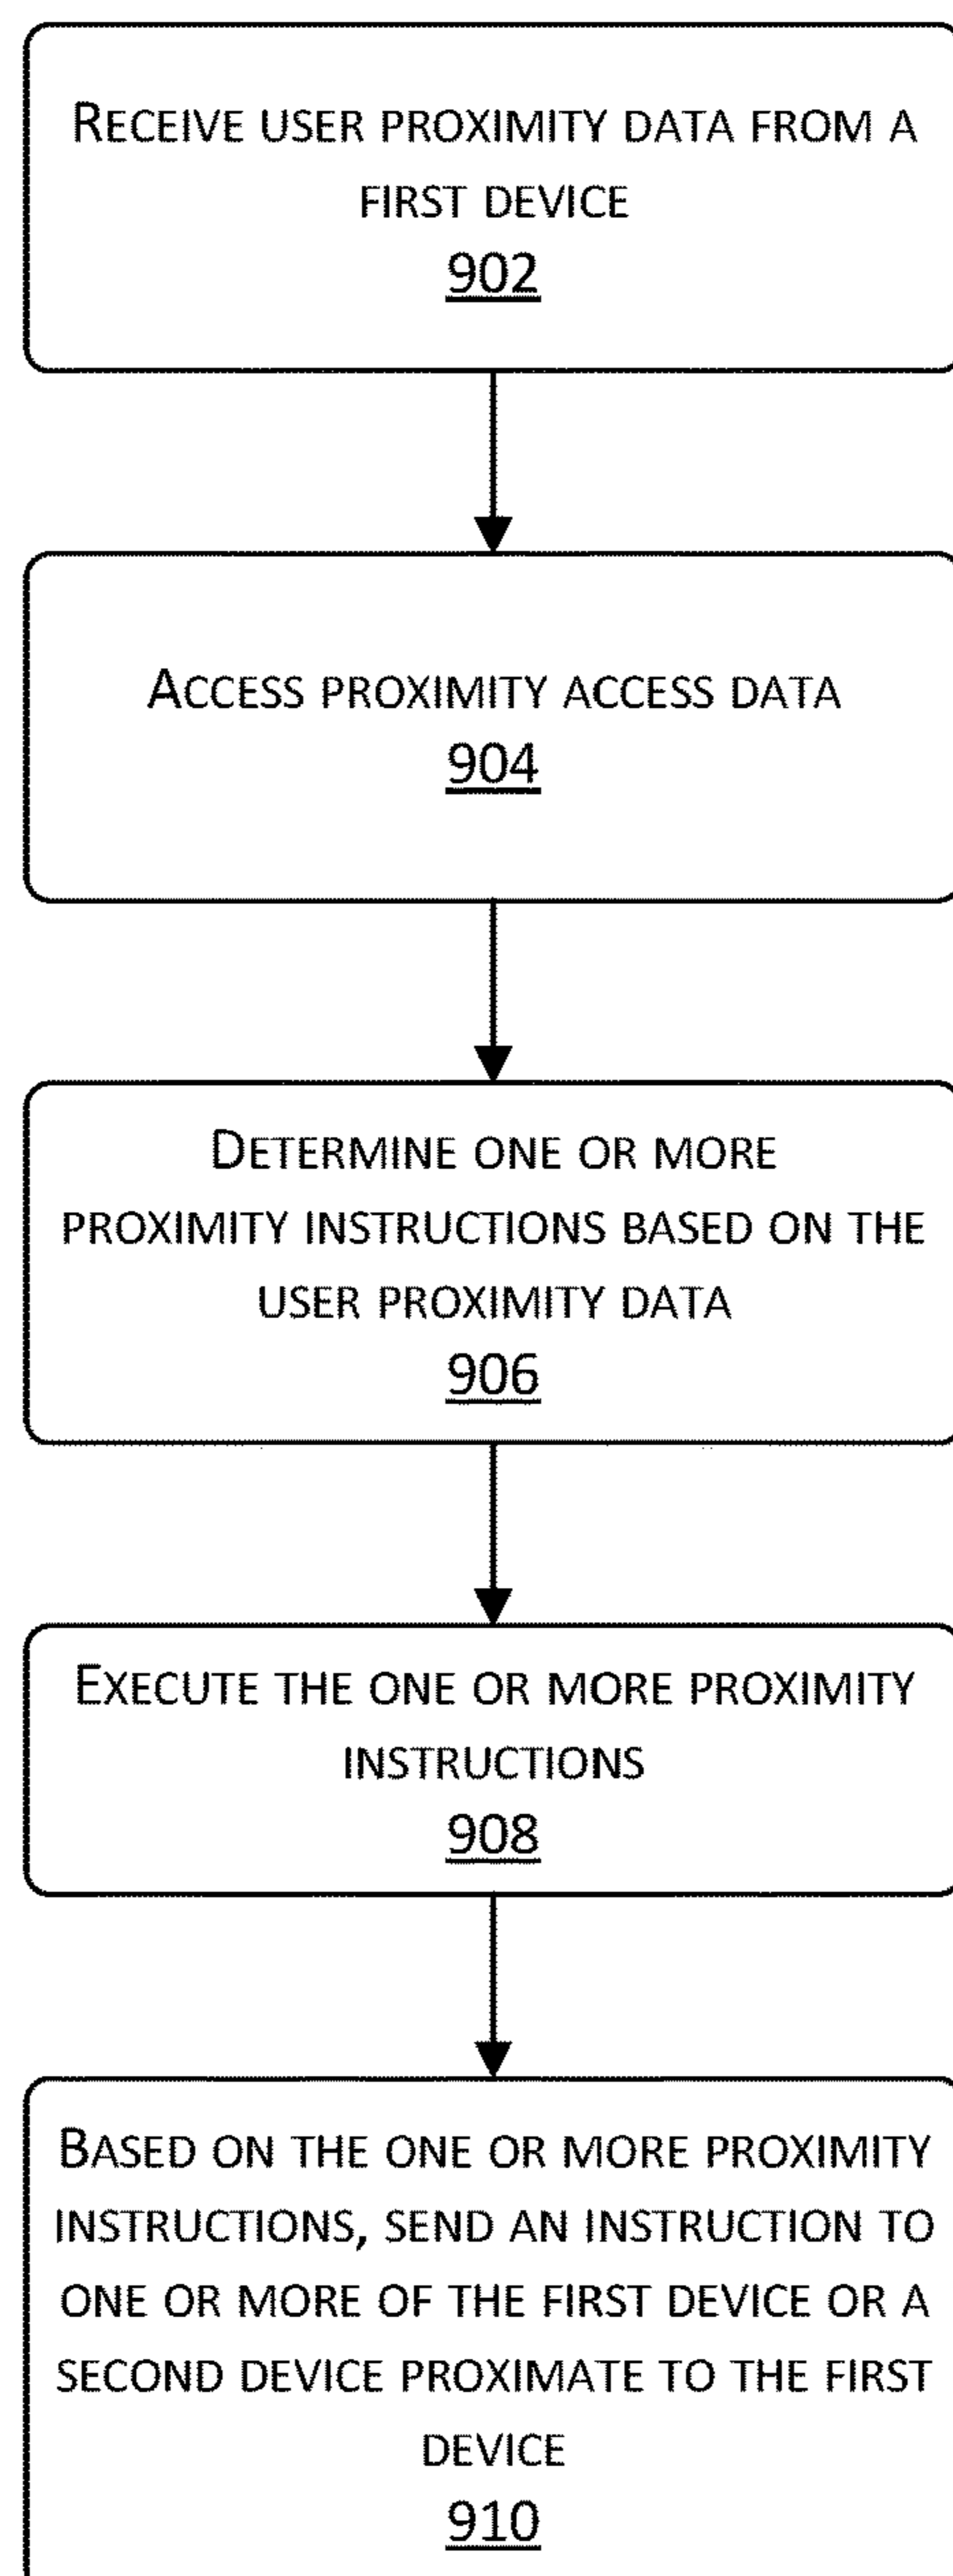 RECEIVE USER PROXIMITY DATA FROM A
FIRST DEVICE
902
ACCESS PROXIMITY ACCESS DATA
904
DETERMINE ONE OR MORE
PROXIMITY INSTRUCTIONS BASED ON THE
USER PROXIMITY DATA
906
EXECUTE THE ONE OR MORE PROXIMITY
INSTRUCTIONS
908
BASED ON THE ONE OR MORE PROXIMITY
INSTRUCTIONS, SEND AN INSTRUCTION TO
ONE OR MORE OF THE FIRST DEVICE OR A
SECOND DEVICE PROXIMATE TO THE FIRST
DEVICE
910